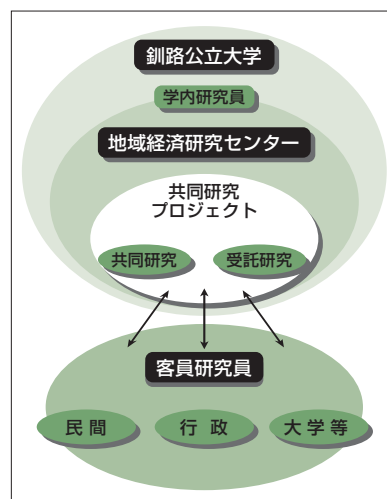 釧路公立大学
学内研究員
地域経済研究センター
共同研究
プロジェクト
共同研究 受託研究
客員研究員
民間 行政 大学等